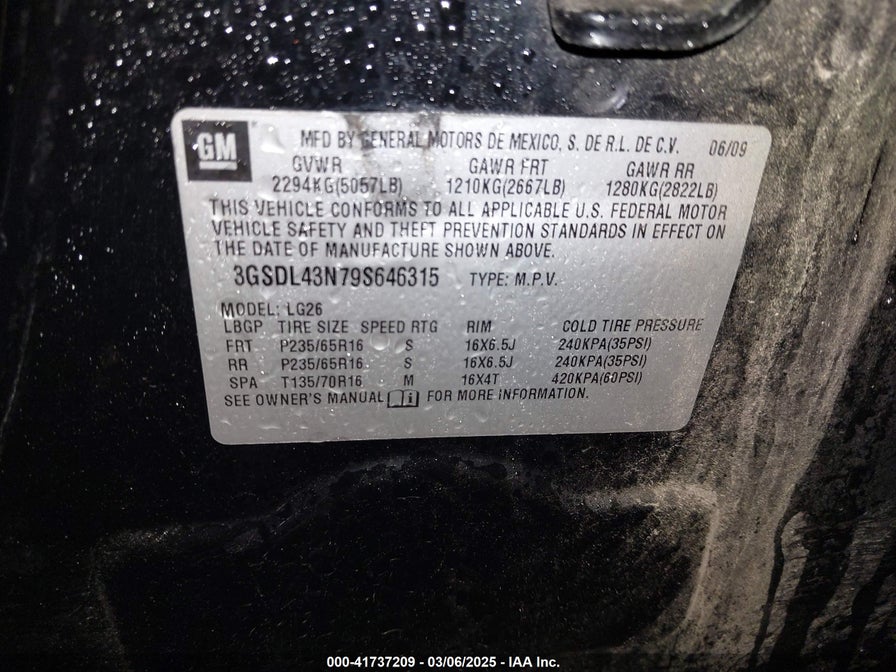 GM
MFD BY GENERAL MOTORS DE MEXICO, S. DE R.L. DE C.V. 06/09
GVWR GAWR FRT GAWR RR
2294KG(5057LB) 1210KG(2667LB) 1280KG(2822LB)
THIS VEHICLE CONFORMS TO ALL APPLICABLE U.S. FEDERAL MOTOR
VEHICLE SAFETY AND THEFT PREVENTION STANDARDS IN EFFECT ON
THE DATE OF MANUFACTURE SHOWN ABOVE.
3GSDL43N79S646315 TYPE: M.P.V.
MODEL: LG26
LBGP TIRE SIZE SPEED RTG RIM COLD TIRE PRESSURE
FRT P235/65R16 S 16X6.5J 240KPA(35PSI)
RR P235/65R16 S 16X6.5J 240KPA(35PSI)
SPA T135/70R16 M 16X4T 420KPA(60PSI)
SEE OWNER'S MANUAL i FOR MORE INFORMATION.
000-41737209 - 03/06/2025 - IAA Inc.